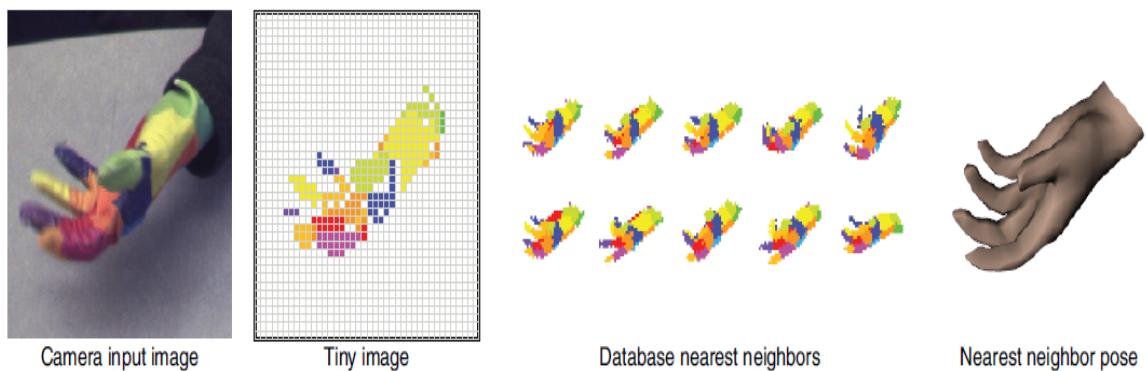 Camera input image
Tiny image
Database nearest neighbors
Nearest neighbor pose